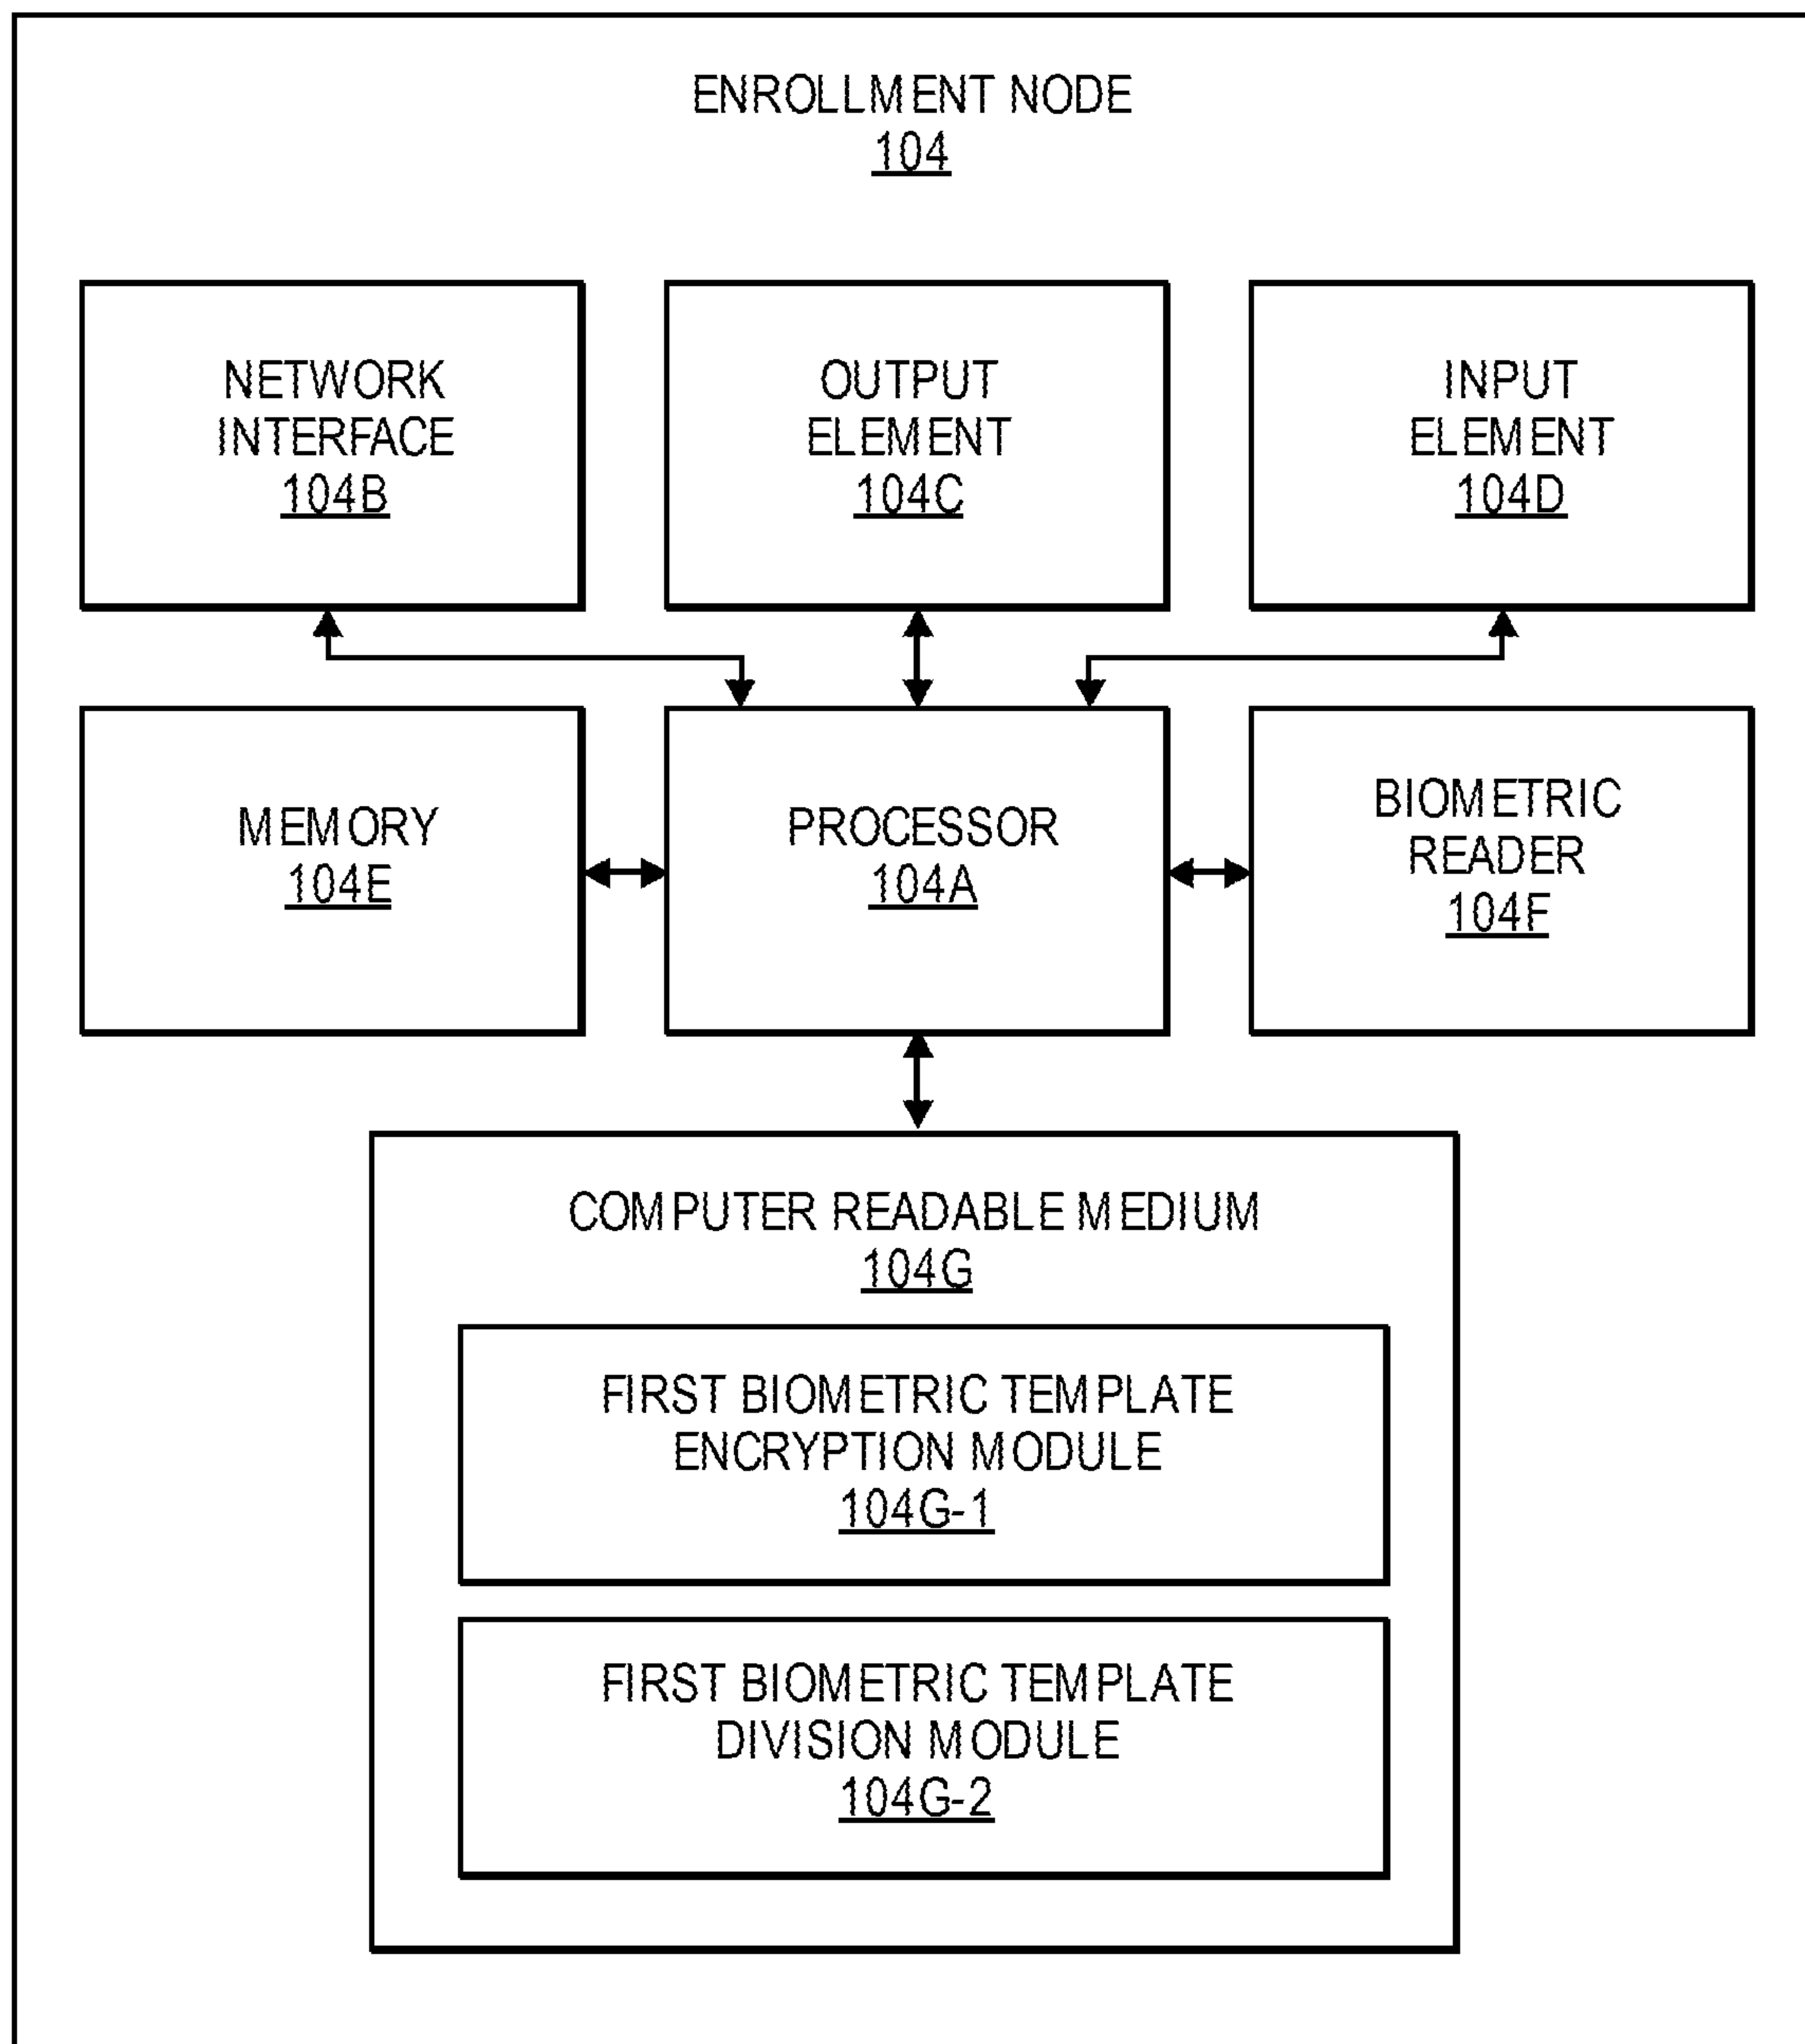 ENROLLMENT NODE
104
NETWORK
INTERFACE
104B
OUTPUT
ELEMENT
104C
INPUT
ELEMENT
104D
MEMORY
104E
PROCESSOR
104A
BIOMETRIC
READER
104F
COMPUTER READABLE MEDIUM
104G
FIRST BIOMETRIC TEMPLATE
ENCRYPTION MODULE
104G-1
FIRST BIOMETRIC TEMPLATE
DIVISION MODULE
104G-2